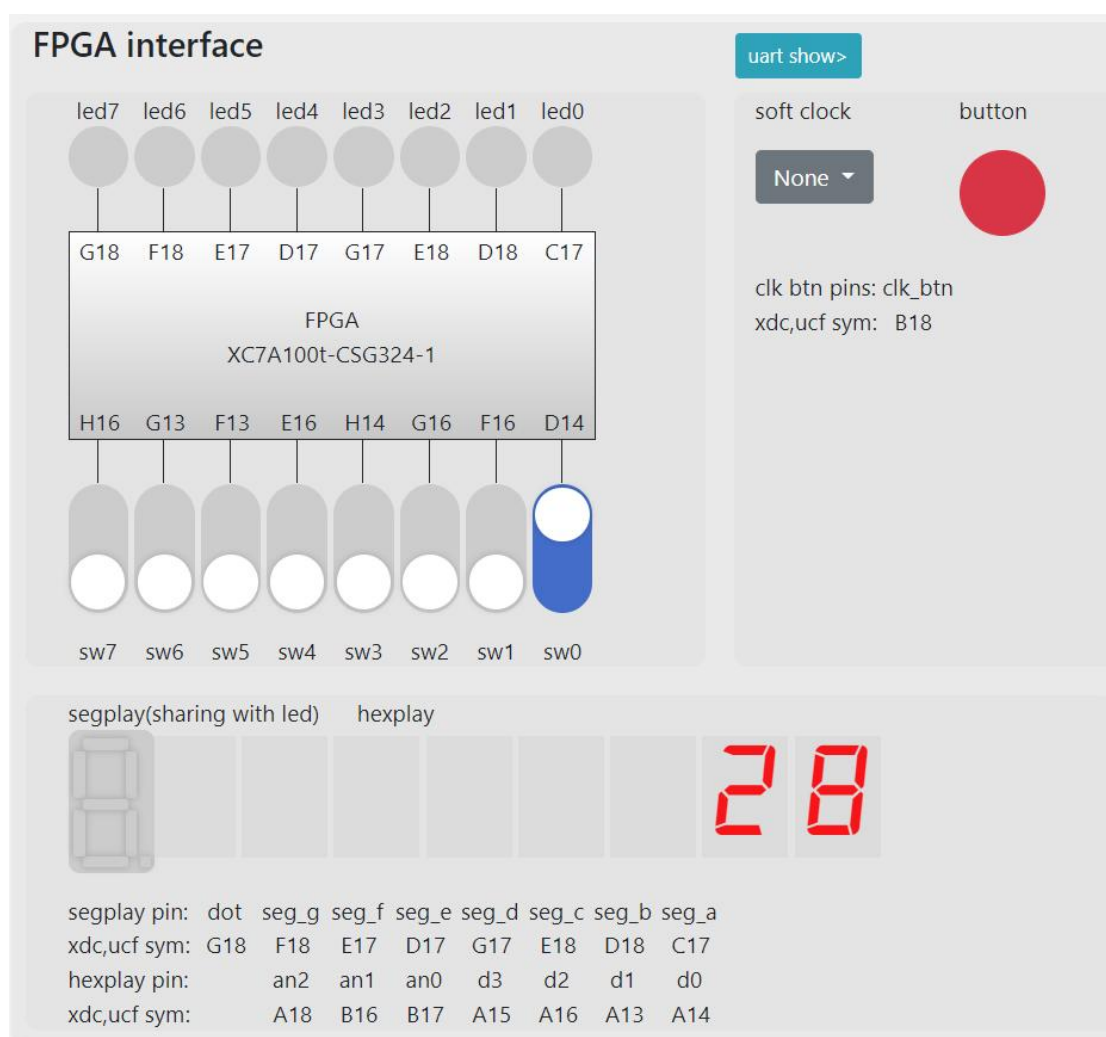 FPGA interface
uart show>
led7 led6 led5 led4 led3 led2 led1 led0
soft clock button
None
G18 F18 E17 D17 G17 E18 D18 C17
clk btn pins: clk_btn
FPGA
xdc,ucf sym: B18
XC7A100t-CSG324-1
H16 G13 F13 E16 H14 G16 F16 D14
sw7 sw6 sw5 sw4 sw3 sw2 sw1 sw0
segplay(sharing with led) hexplay
28
segplay pin: dot seg_g seg_f seg_e seg_d seg_c seg_b seg_a
xdc,ucf sym: G18 F18 E17 D17 G17 E18 D18 C17
hexplay pin: an2 an1 an0 d3 d2 d1 d0
xdc,ucf sym: A18 B16 B17 A15 A16 A13 A14